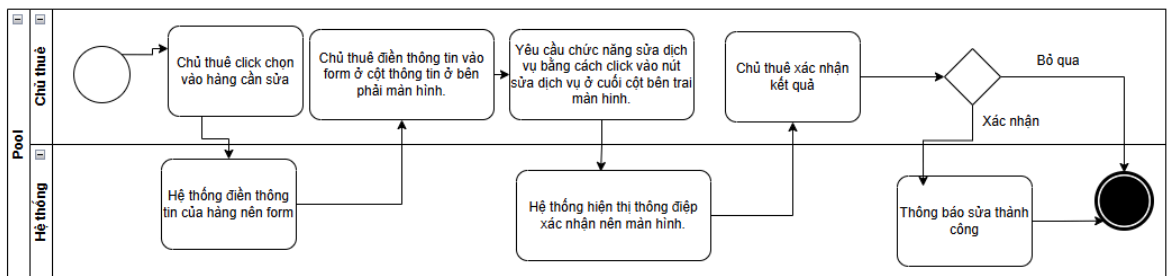 Pool
Chủ thuê
Chủ thuê click chọn
vào hàng cần sửa
Chủ thuê điền thông tin vào
form ở cột thông tin ở bên
phải màn hình.
Yêu cầu chức năng sửa dịch
vụ bằng cách click vào nút
sửa dịch vụ ở cuối cột bên trai
màn hinh.
Chủ thuê xác nhận
kết quả
Bỏ qua
Xác nhận
Hệ thống
Hệ thống điền thông
tin của hàng nên form
Hệ thống hiện thị thông điệp
xác nhận nên màn hình.
Thông báo sửa thành
công